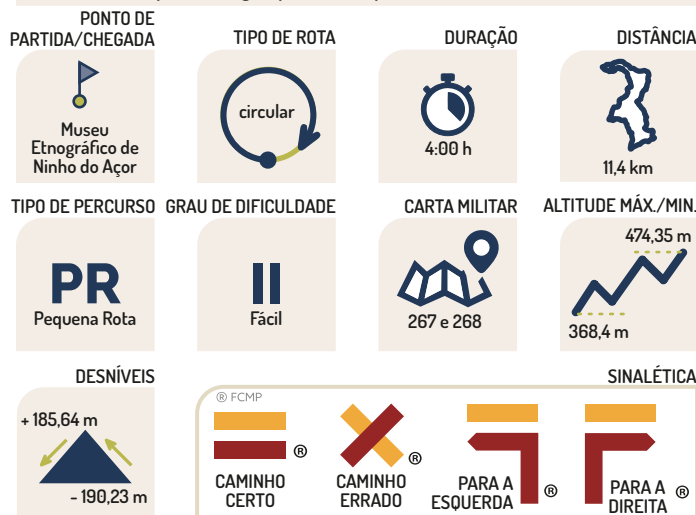 PONTO DE
PARTIDA/CHEGADA
Museu
Etnográfico de
Ninho do Açor
TIPO DE ROTA
circular
DURAÇÃO
4:00 h
DISTÂNCIA
11,4 km
TIPO DE PERCURSO
PR
Pequena Rota
GRAU DE DIFICULDADE
II
Fácil
CARTA MILITAR
267 e 268
ALTITUDE MÁX./MIN.
474,35 m
368,4 m
DESNÍVEIS
+ 185,64 m
- 190,23 m
SINALÉTICA
® FCMP
®
CAMINHO
CERTO
®
CAMINHO
ERRADO
®
PARA A
ESQUERDA
®
PARA A
DIREITA